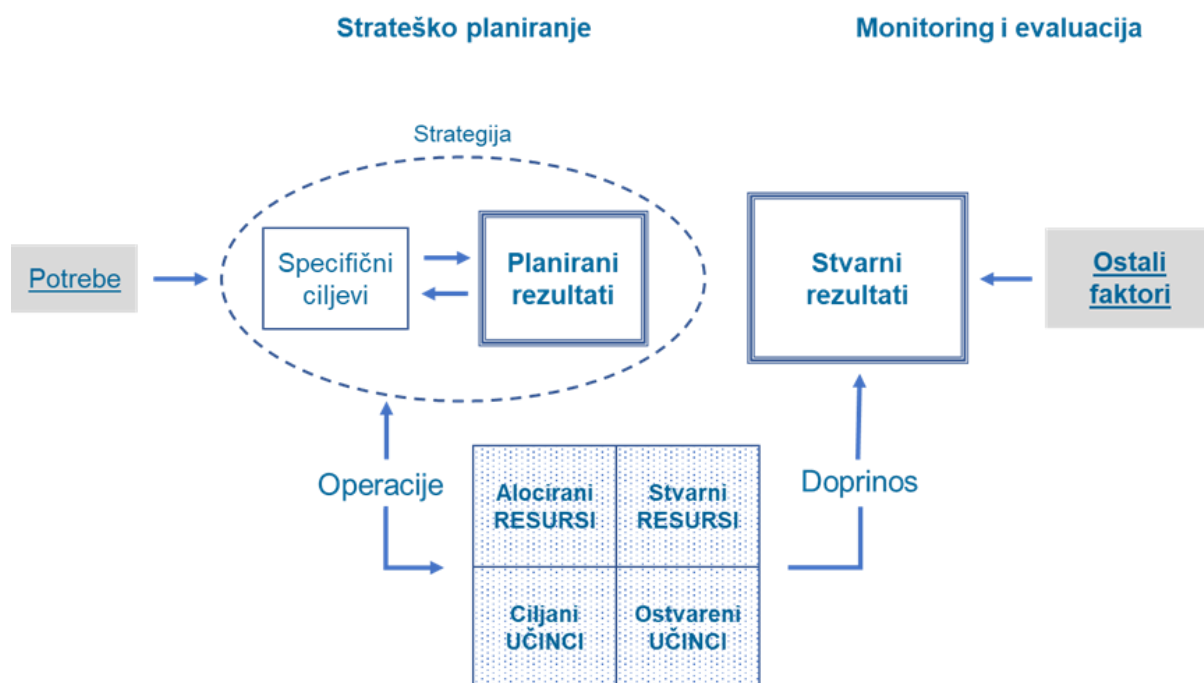 Strateško planiranje
Monitoring i evaluacija
Strategija
Potrebe
Specifični
ciljevi
Planirani
rezultati
Stvarni
rezultati
Ostali
faktori
Operacije
Alocirani
RESURSI
Stvarni
RESURSI
Doprinos
Ciljani
UČINCI
Ostvareni
UČINCI